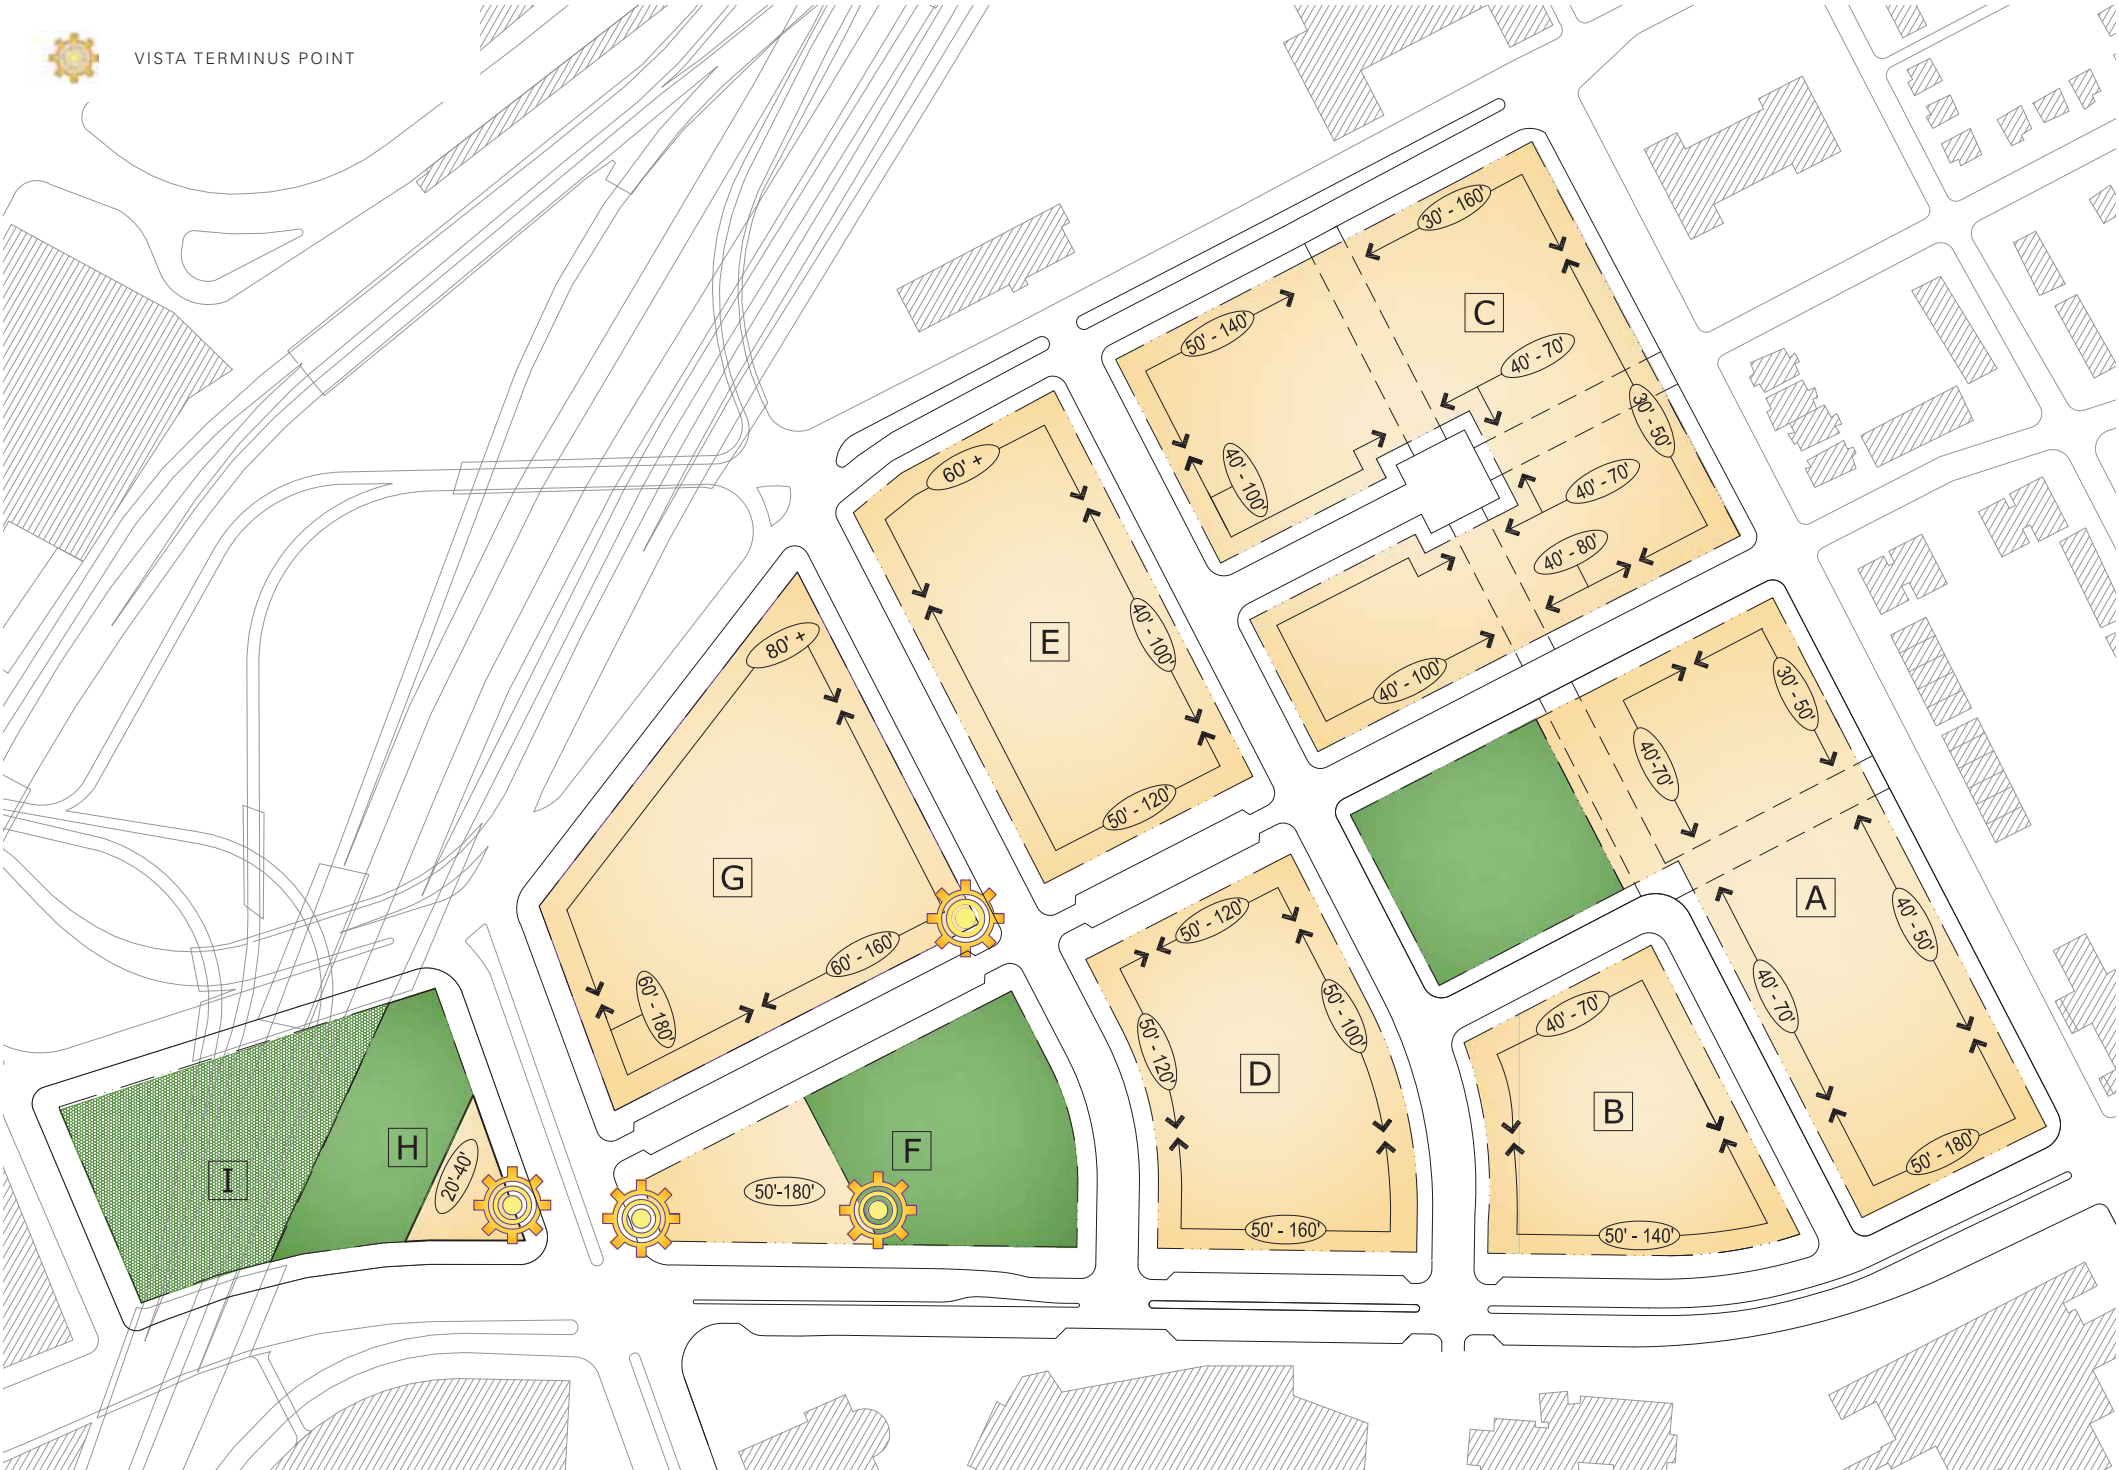 VISTA TERMINUS POINT
30' - 160'
C
50' - 140'
40' - 70'
30' - 50'
40' - 100'
60' +
40' - 70'
40' - 80'
E
40' - 100'
80' +
40' - 100'
30' - 50'
40'-70'
50' - 120'
G
A
40' - 50'
50' - 120'
60' - 160'
60' - 180'
40' - 70'
50' - 100'
40' - 70'
50' - 120'
D
B
H
F
I
20'-40'
50'-180'
50' - 180'
50' - 160'
50' - 140'